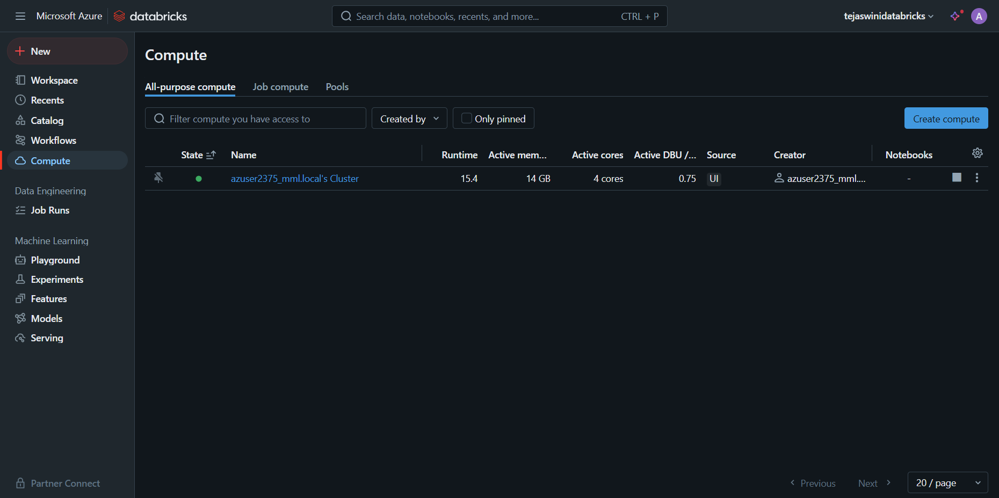 Microsoft Azure databricks
Search data, notebooks, recents, and more... CTRL + P
tejaswinidatabricks
A
New
Workspace
Recents
Catalog
Workflows
Compute
Data Engineering
Job Runs
Machine Learning
Playground
Experiments
Features
Models
Serving
Partner Connect
Compute
All-purpose compute Job compute Pools
Filter compute you have access to Created by Only pinned Create compute
State Name Runtime Active mem... Active cores Active DBU /... Source Creator Notebooks
azuser2375_mml.local's Cluster 15.4 14 GB 4 cores 0.75 UI azuser2375_mml.... -
Previous Next 20 / page